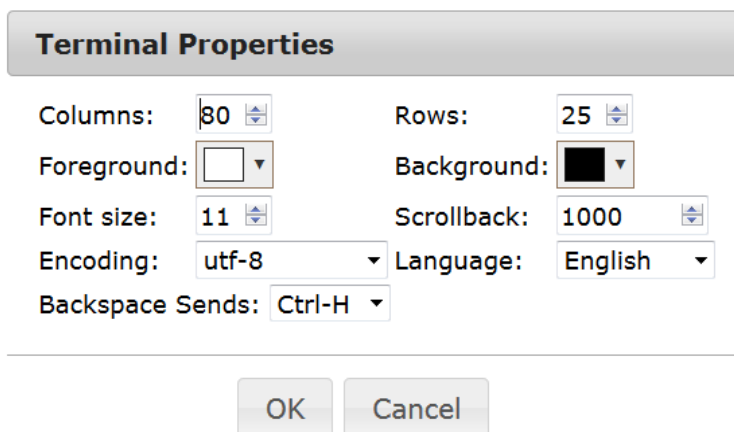 Terminal Properties
Columns: 80 Rows: 25
Foreground: Background:
Font size: 11 Scrollback: 1000
Encoding: utf-8 Language: English
Backspace Sends: Ctrl-H
OK Cancel